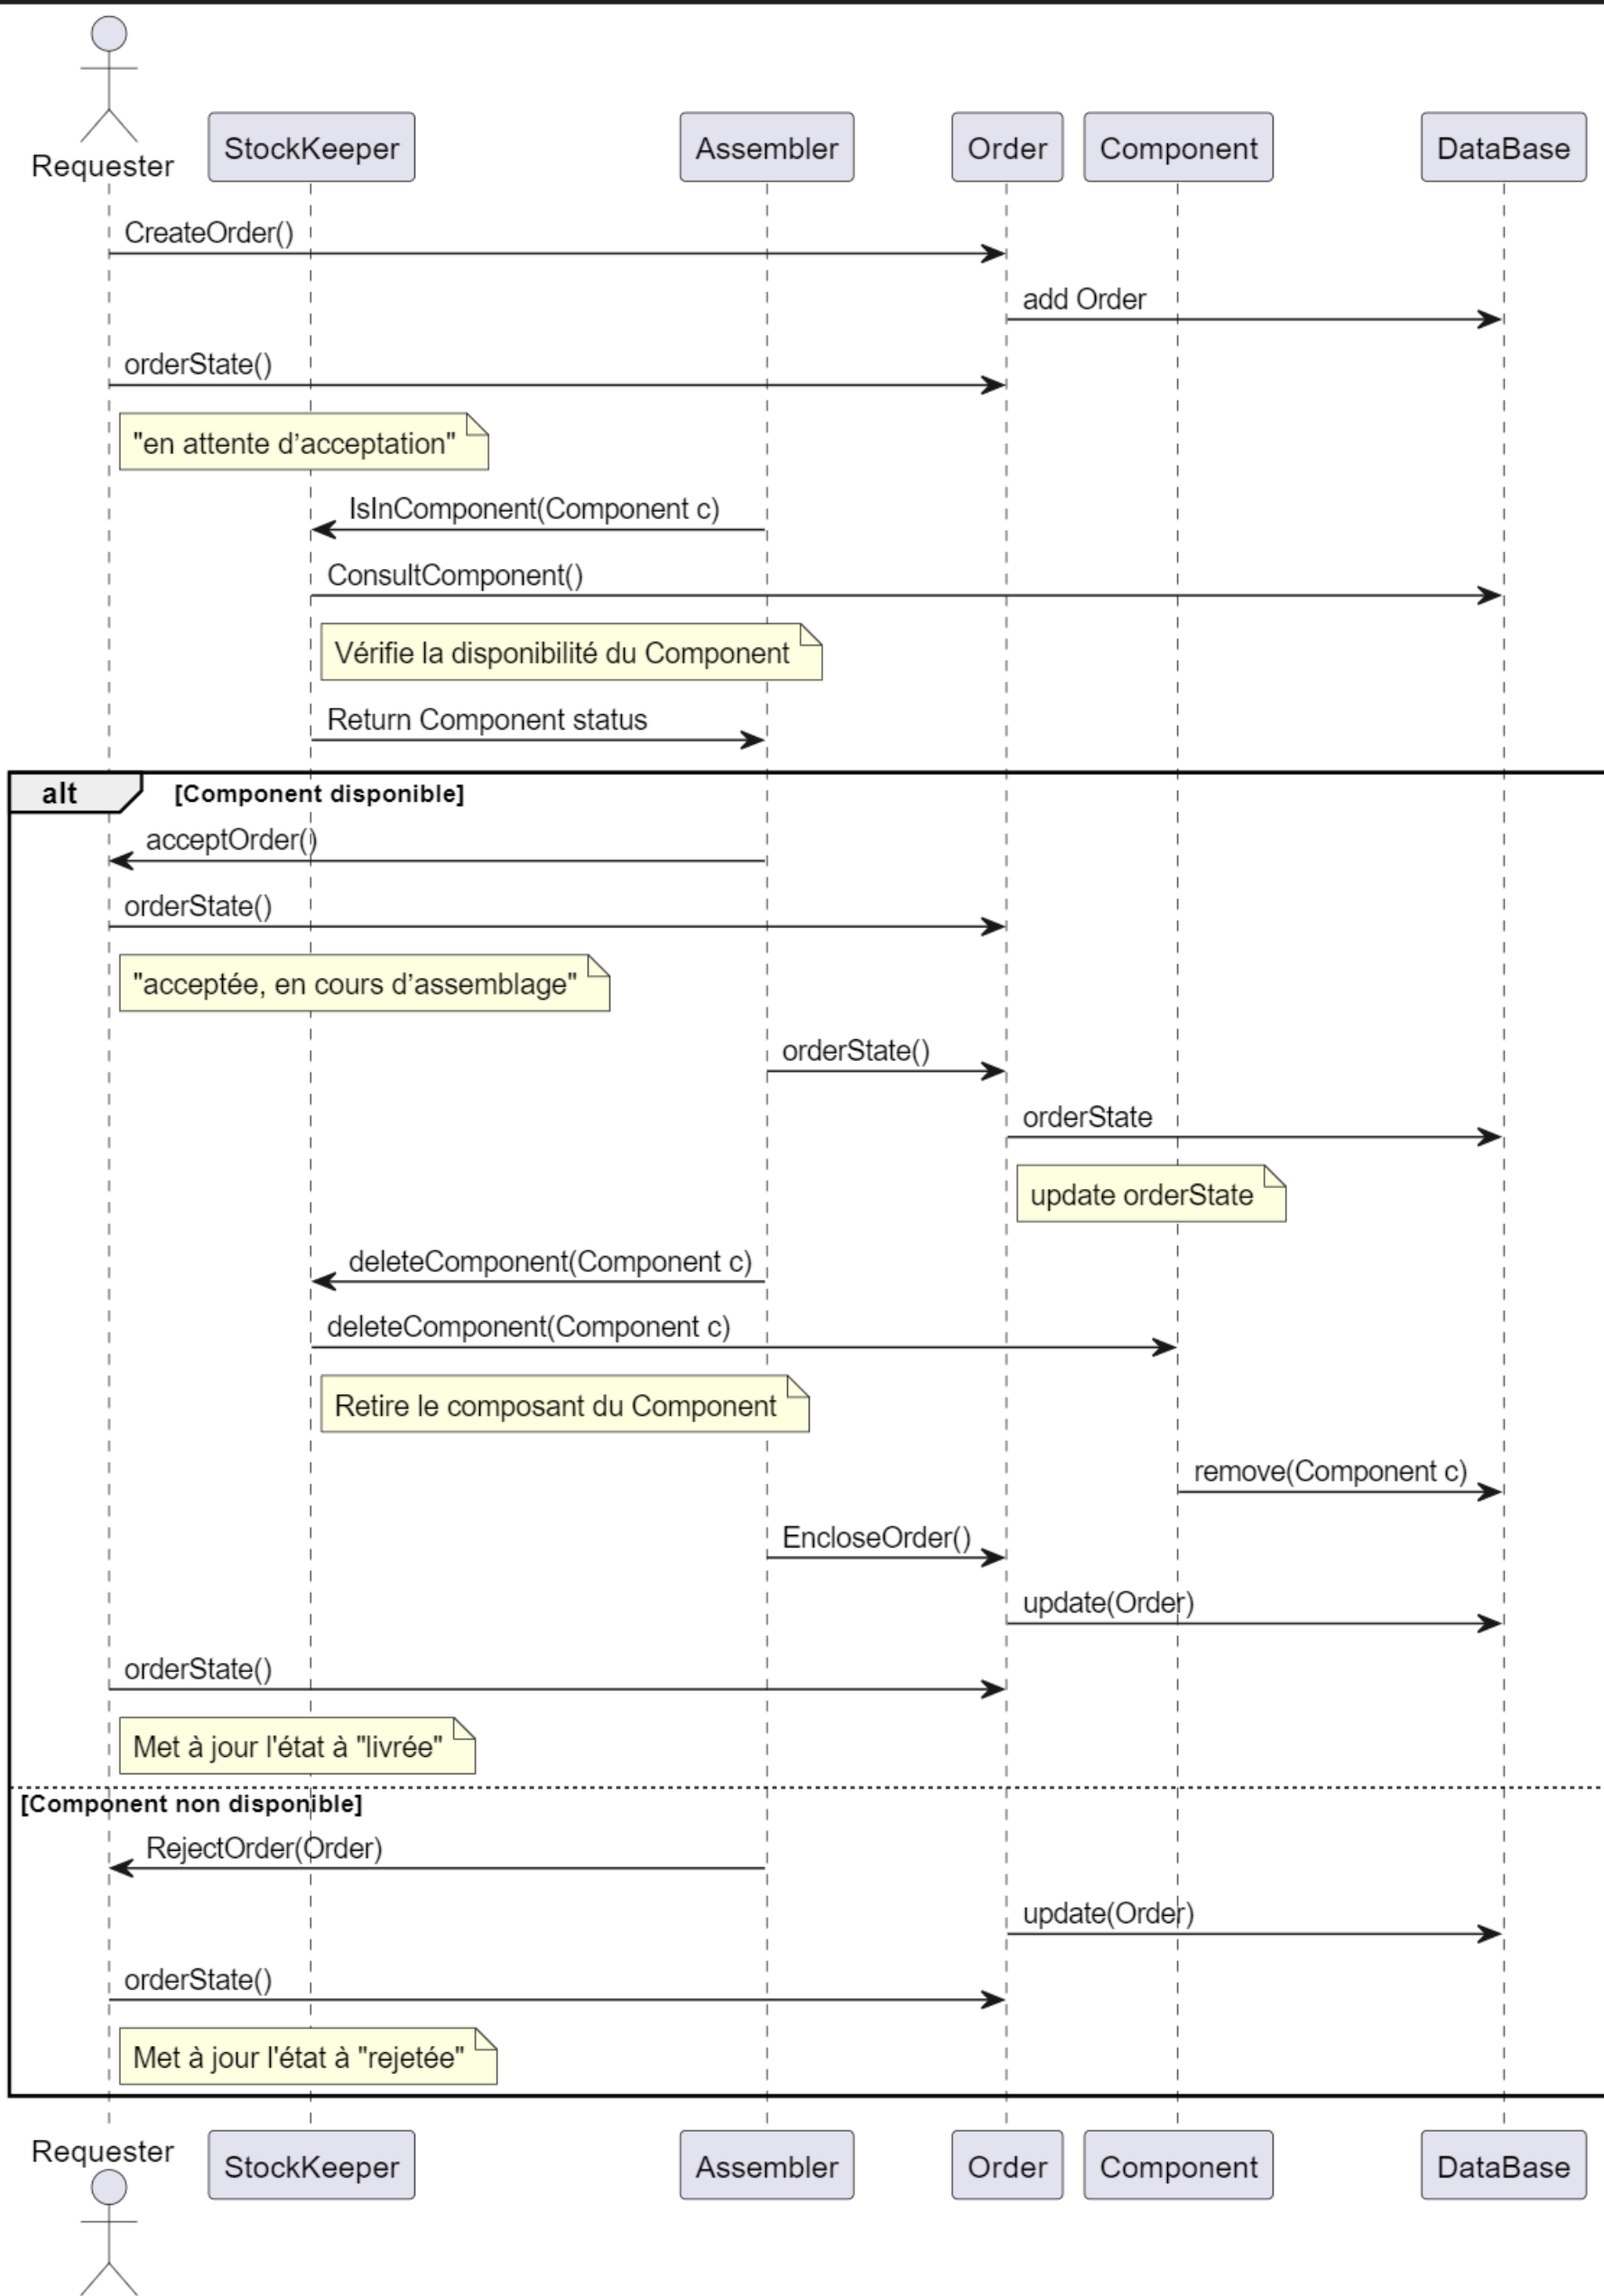 Requester
StockKeeper
Assembler
Order
Component
DataBase
CreateOrder()
add Order
orderState()
"en attente d’acceptation"
IsInComponent(Component c)
ConsultComponent()
Vérifie la disponibilité du Component
Return Component status
alt
[Component disponible]
acceptOrder()
orderState()
"acceptée, en cours d’assemblage"
orderState()
orderState
update orderState
deleteComponent(Component c)
deleteComponent(Component c)
Retire le composant du Component
remove(Component c)
EncloseOrder()
update(Order)
orderState()
Met à jour l'état à "livrée"
[Component non disponible]
RejectOrder(Order)
update(Order)
orderState()
Met à jour l'état à "rejetée"
Requester
StockKeeper
Assembler
Order
Component
DataBase